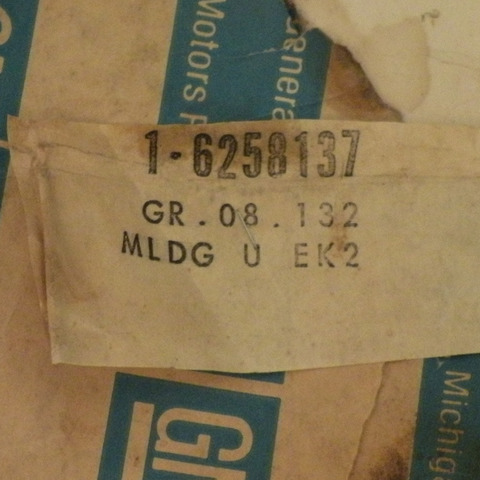 Motors P
Genera
1-6258137
GR.08.132
MLDG U EK2
GM
Michig